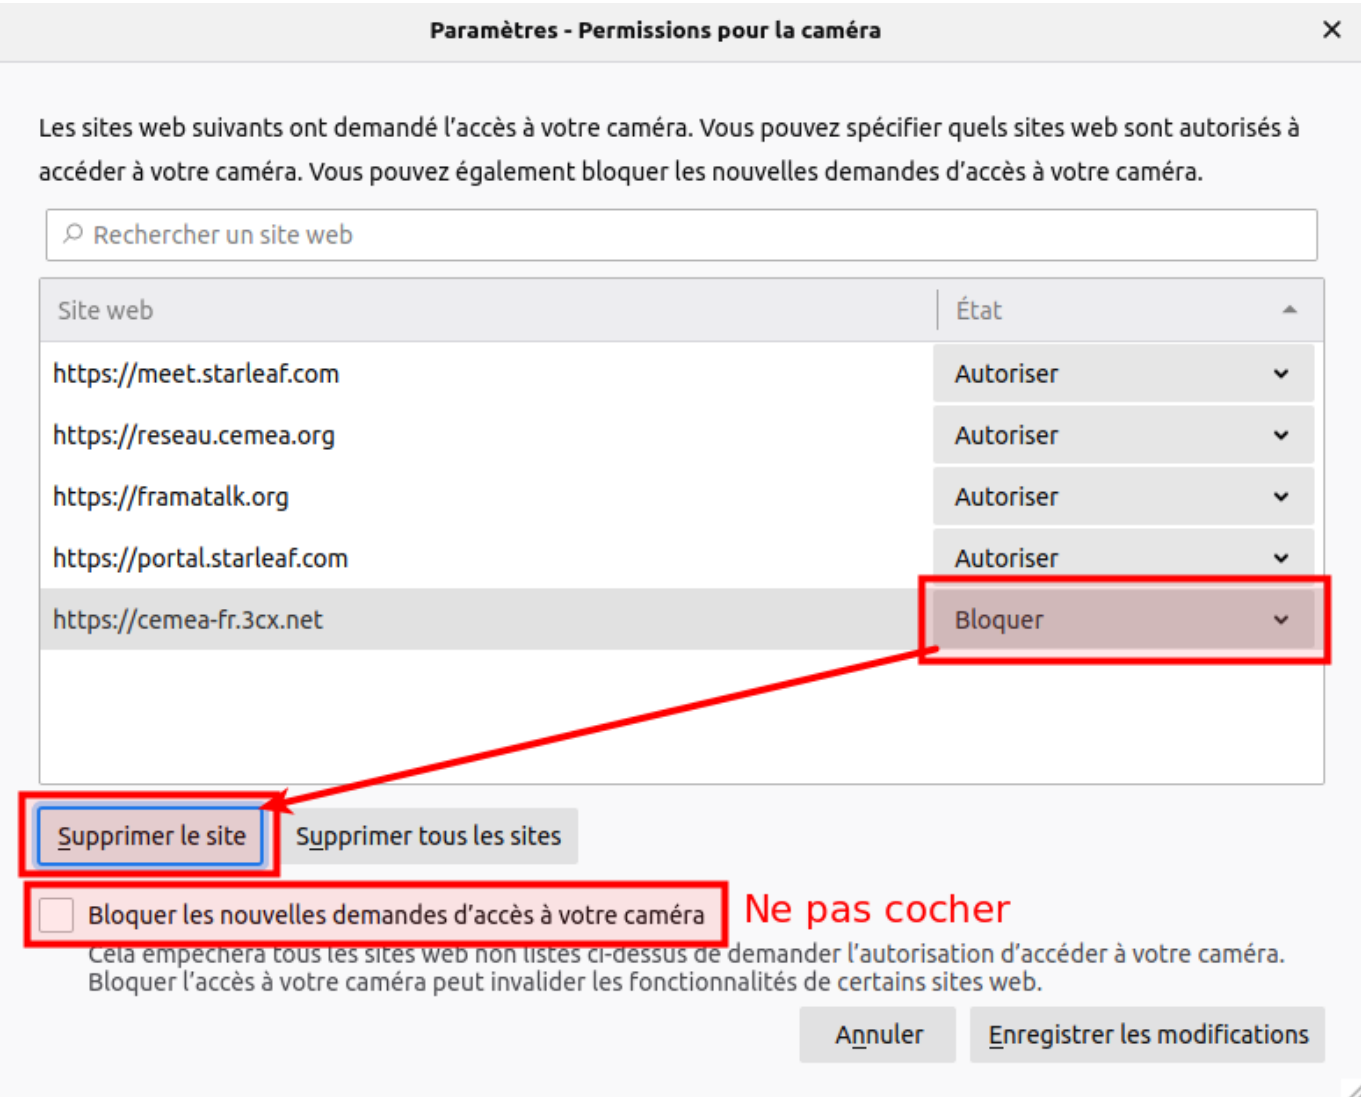 Paramètres - Permissions pour la caméra
Les sites web suivants ont demandé l’accès à votre caméra. Vous pouvez spécifier quels sites web sont autorisés à
accéder à votre caméra. Vous pouvez également bloquer les nouvelles demandes d’accès à votre caméra.
Rechercher un site web
Site web État
https://meet.starleaf.com Autoriser
https://reseau.cemea.org Autoriser
https://framatalk.org Autoriser
https://portal.starleaf.com Autoriser
https://cemea-fr.3cx.net Bloquer
Supprimer le site Supprimer tous les sites
Bloquer les nouvelles demandes d’accès à votre caméra Ne pas cocher
Cela empêchera tous les sites web non listés ci-dessus de demander l’autorisation d’accéder à votre caméra.
Bloquer l’accès à votre caméra peut invalider les fonctionnalités de certains sites web.
Annuler Enregistrer les modifications